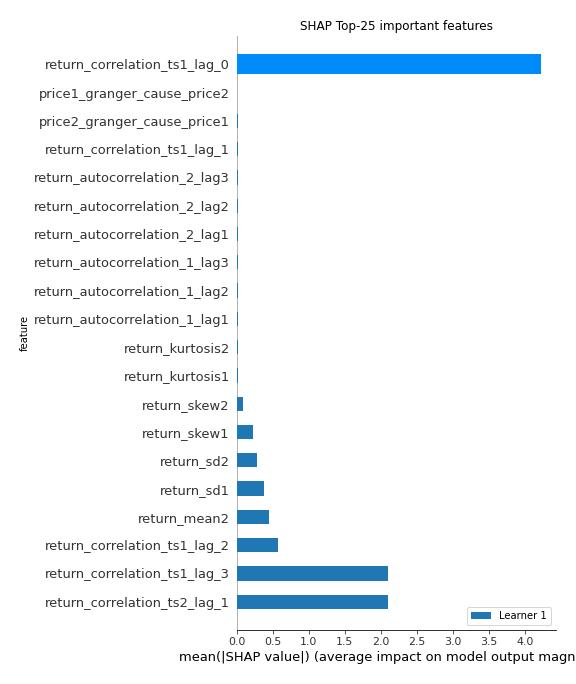 SHAP Top-25 important features
return_correlation_ts1_lag_0
price1_granger_cause_price2
price2_granger_cause_price1
return_correlation_ts1_lag_1
return_autocorrelation_2_lag3
return_autocorrelation_2_lag2
return_autocorrelation_2_lag1
return_autocorrelation_1_lag3
return_autocorrelation_1_lag2
return_autocorrelation_1_lag1
return_kurtosis2
return_kurtosis1
return_skew2
return_skew1
return_sd2
return_sd1
return_mean2
return_correlation_ts1_lag_2
return_correlation_ts1_lag_3
return_correlation_ts2_lag_1
feature
Learner 1
0.0 0.5 1.0 1.5 2.0 2.5 3.0 3.5 4.0
mean(|SHAP value|) (average impact on model output magn